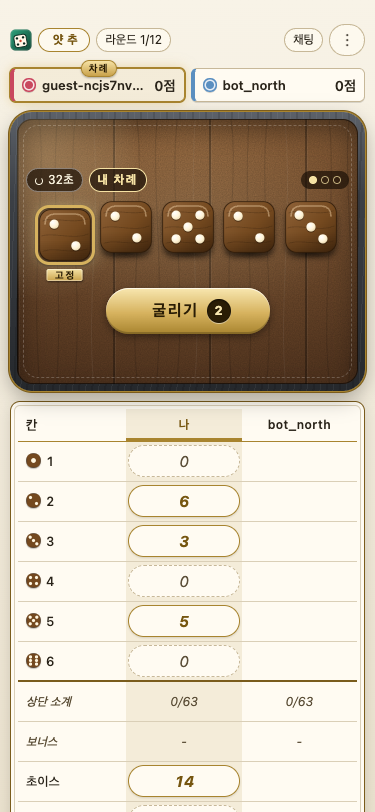 얏 추
라운드 1/12
채팅
차례
guest-ncjs7nv... 0점
bot_north 0점
32초
내 차례
고정
굴리기 2
칸 나 bot_north
1 0
2 6
3 3
4 0
5 5
6 0
상단 소계 0/63 0/63
보너스 - -
초이스 14